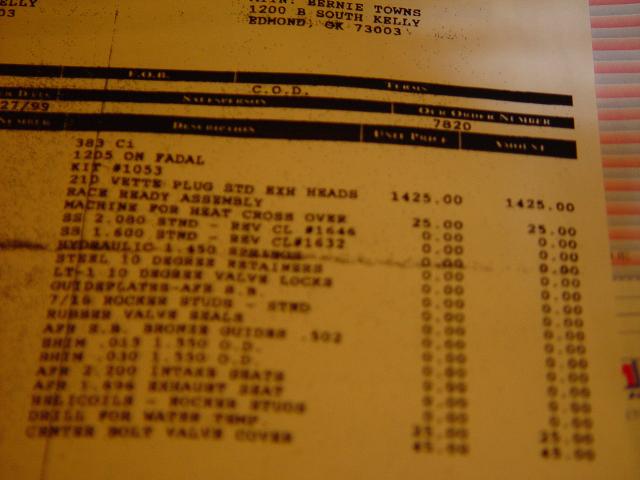 ELLY
03
ATTN: BERNIE TOWNS
1200 B SOUTH KELLY
EDMOND, OK 73003
F.O.B. TERMS
C.O.D.
DATE SALESPERSON OUR ORDER NUMBER
27/99 7820
NUMBER DESCRIPTION UNIT PRICE AMOUNT
383 Ci
1205 ON FADAL
KIT #1053
210 VETTE PLUG STD EXH HEADS 1425.00 1425.00
RACE READY ASSEMBLY
MACHINE FOR HEAT CROSS OVER 25.00 25.00
SS 2.080 STND - REV CL #1646 0.00 0.00
SS 1.600 STND - REV CL#1632 0.00 0.00
HYDRAULIC 1.450 SPRINGS 0.00 0.00
STEEL 10 DEGREE RETAINERS 0.00 0.00
LT-1 10 DEGREE VALVE LOCKS 0.00 0.00
GUIDEPLATES-AFR S.B. 0.00 0.00
7/16 ROCKER STUDS - STND 0.00 0.00
RUBBER VALVE SEALS 0.00 0.00
AFR S.B. BRONZE GUIDES .502 0.00 0.00
SHIM .015 1.550 O.D. 0.00 0.00
SHIM .030 1.550 O.D. 0.00 0.00
AFR 2.200 INTAKE SEATS 0.00 0.00
AFR EXHAUST SEAT 0.00 0.00
HELICOILS - ROCKER STUDS 0.00 0.00
DRILL FOR WATER TEMP. 25.00 25.00
CENTER BOLT VALVE COVER 45.00 45.00